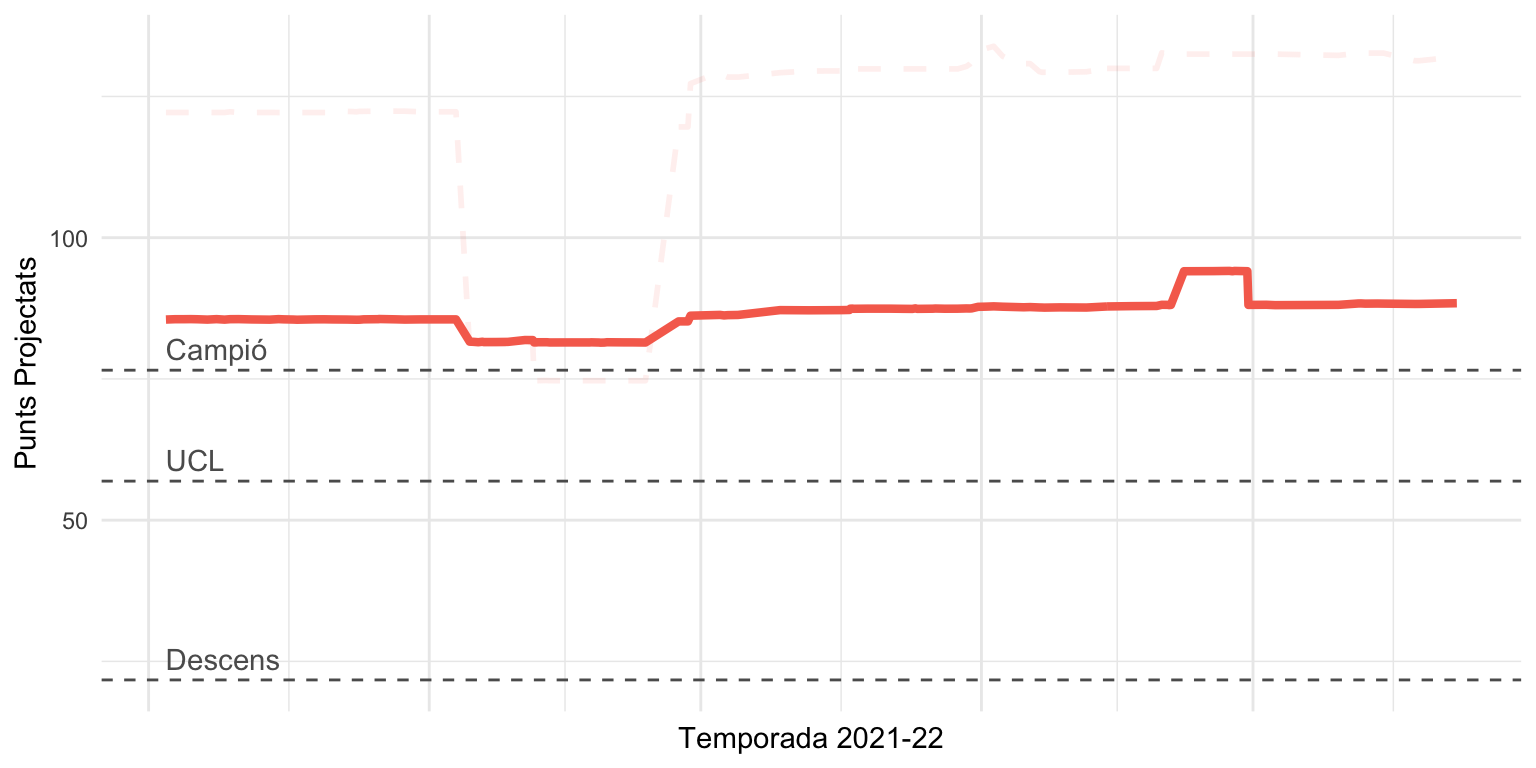 Punts Projectats
100
50
Campió
UCL
Descens
Temporada 2021-22